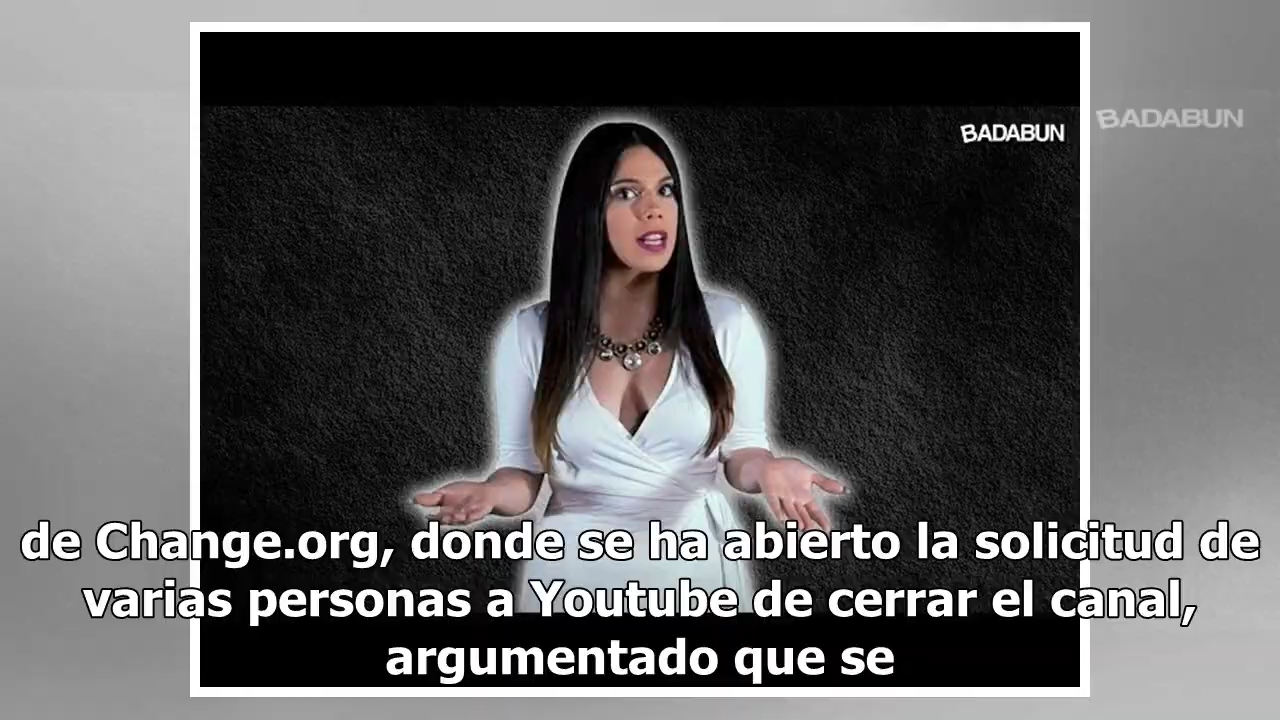 BADABUN
BADABUN
de Change.org, donde se ha abierto la solicitud de
varias personas a Youtube de cerrar el canal,
argumentado que se